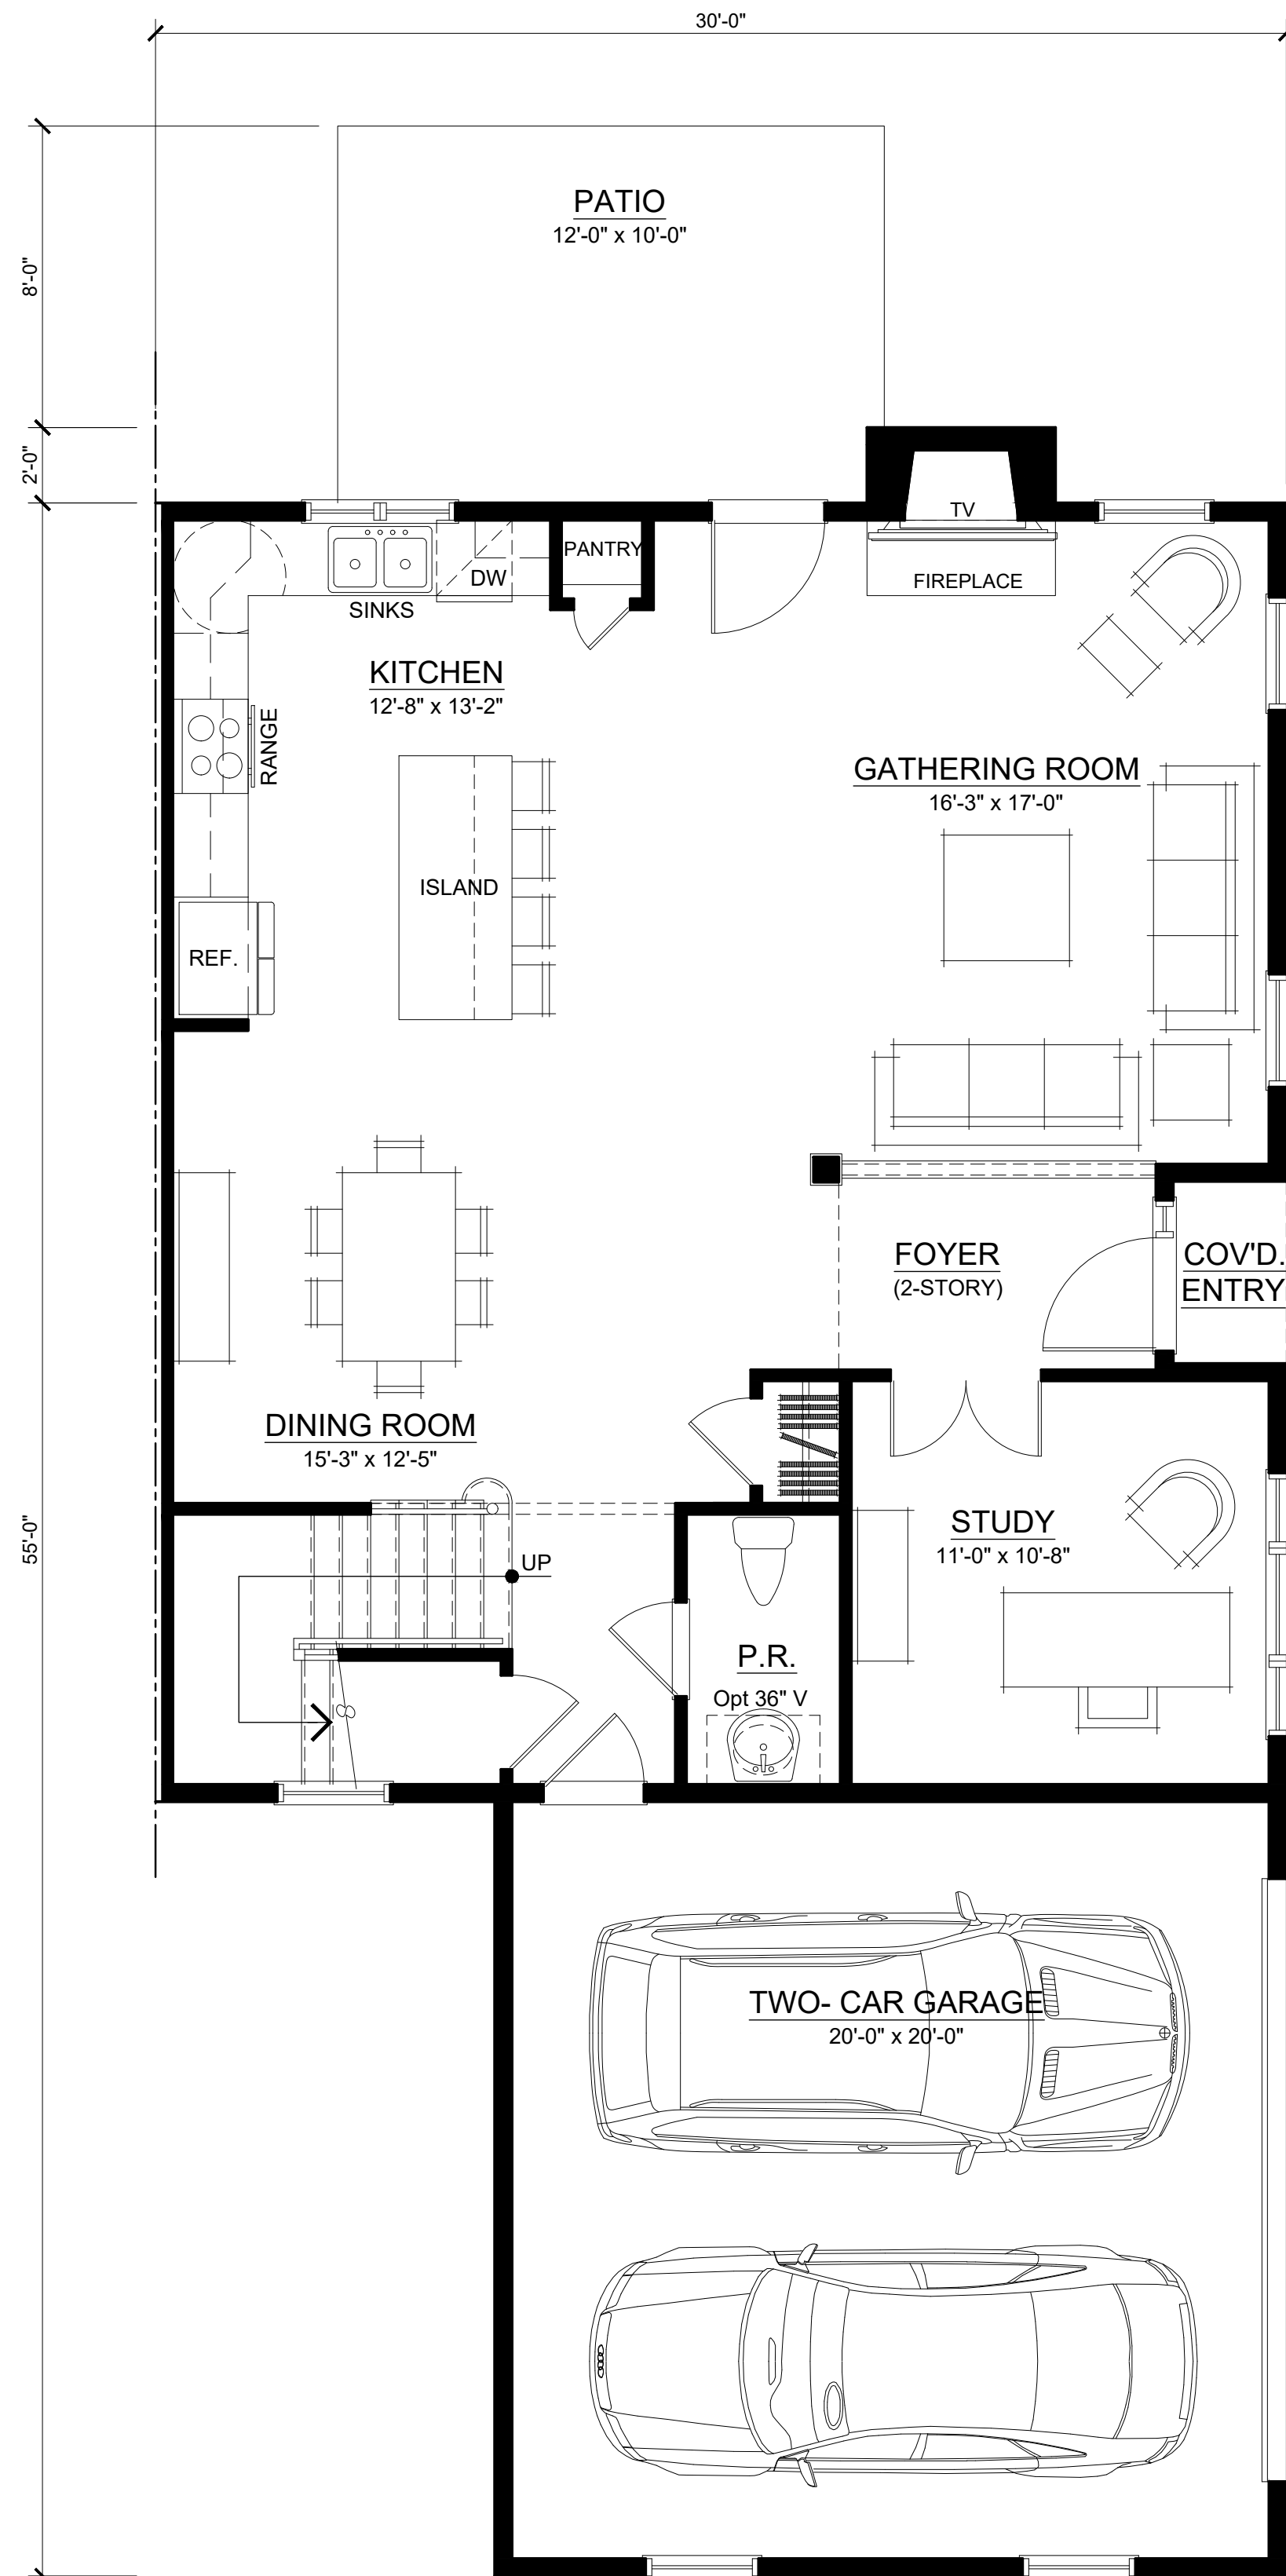 30'-0"
PATIO
12'-0" x 10'-0"
8'-0"
2'-0"
TV
PANTRY
DW
FIREPLACE
SINKS
KITCHEN
12'-8" x 13'-2"
RANGE
GATHERING ROOM
16'-3" x 17'-0"
ISLAND
REF.
FOYER
(2-STORY)
COV'D.
ENTRY
DINING ROOM
15'-3" x 12'-5"
55'-0"
STUDY
11'-0" x 10'-8"
UP
P.R.
Opt 36" V
TWO- CAR GARAGE
20'-0" x 20'-0"